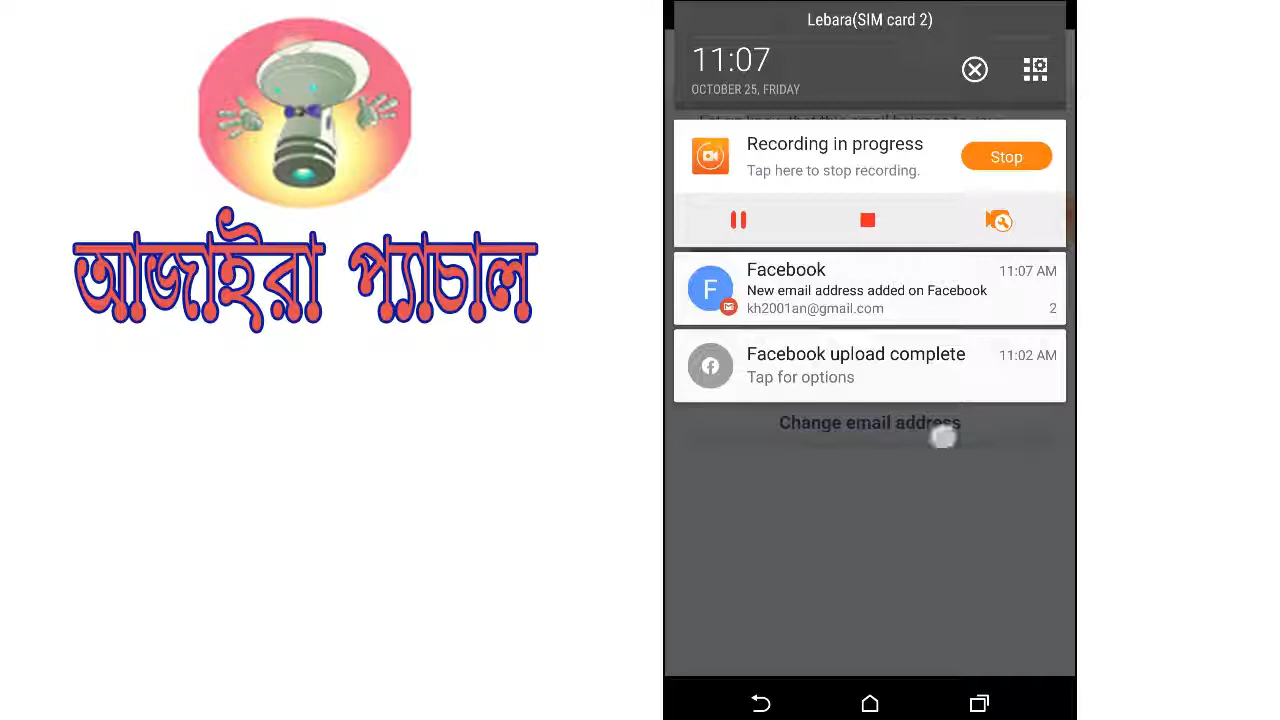 আজাইরা প্যাচাল
Lebara(SIM card 2)
11:07
OCTOBER 25, FRIDAY
Recording in progress
Tap here to stop recording.
Stop
Facebook
11:07 AM
New email address added on Facebook
kh2001an@gmail.com
2
F
Facebook upload complete
11:02 AM
Tap for options
Change email address